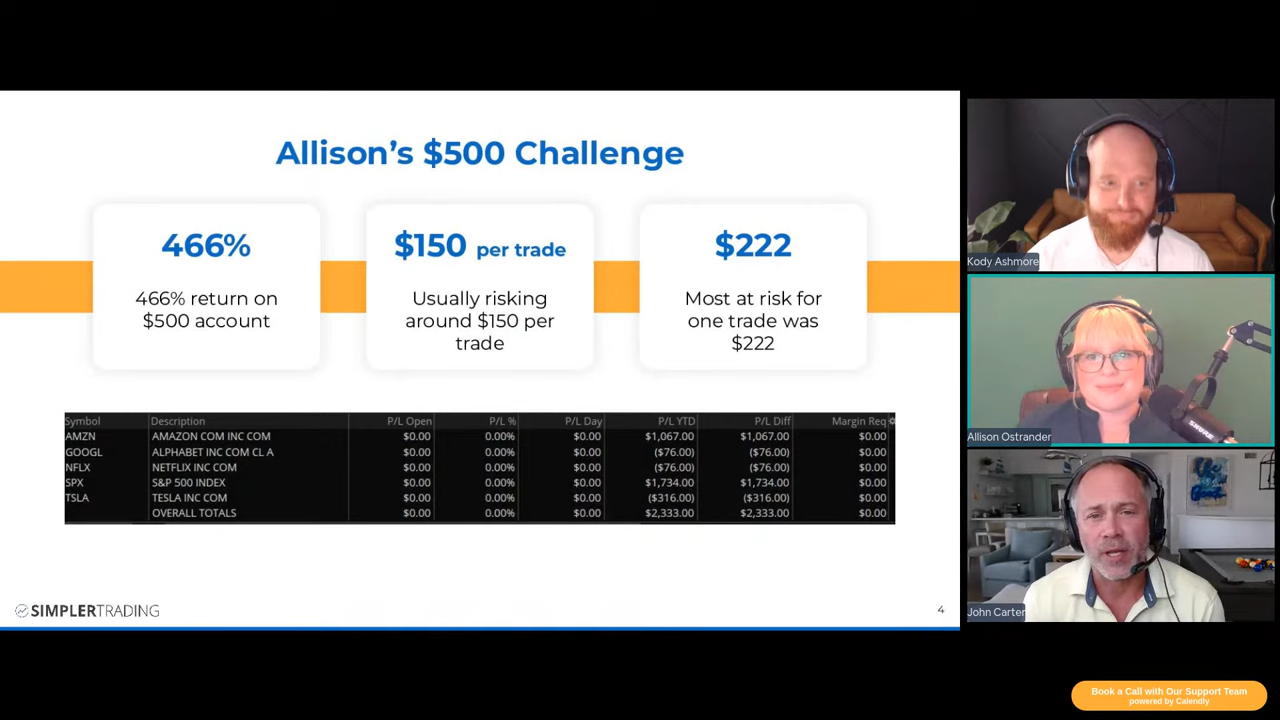 Allison's $500 Challenge
466%
466% return on
$500 account
$150 per trade
Usually risking
around $150 per
trade
$222
Most at risk for
one trade was
$222
Symbol Description P/L Open P/L % P/L Day P/L YTD P/L Diff Margin Req
AMZN AMAZON COM INC COM $0.00 0.00% $0.00 $1,067.00 $1,067.00 $0.00
GOOGL ALPHABET INC COM CL A $0.00 0.00% $0.00 ($76.00) ($76.00) $0.00
NFLX NETFLIX INC COM $0.00 0.00% $0.00 ($76.00) ($76.00) $0.00
SPX S&P 500 INDEX $0.00 0.00% $0.00 $1,734.00 $1,734.00 $0.00
TSLA TESLA INC COM $0.00 0.00% $0.00 ($316.00) ($316.00) $0.00
OVERALL TOTALS $0.00 0.00% $0.00 $2,333.00 $2,333.00 $0.00
SIMPLERTRADING
4
Kody Ashmore
Allison Ostrander
SHURE
John Carter
Book a Call with Our Support Team
powered by Calendly